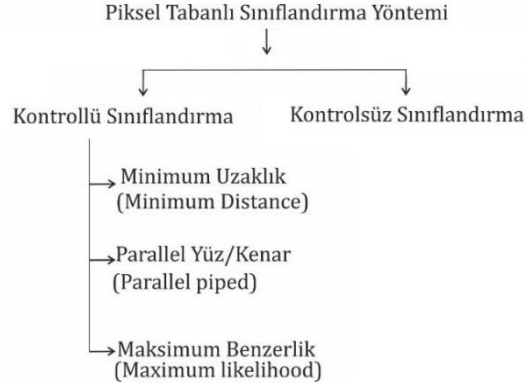 Piksel Tabanlı Sınıflandırma Yöntemi
Kontrollü Sınıflandırma
Kontrolsüz Sınıflandırma
Minimum Uzaklık
(Minimum Distance)
Parallel Yüz/Kenar
(Parallel piped)
Maksimum Benzerlik
(Maximum likelihood)